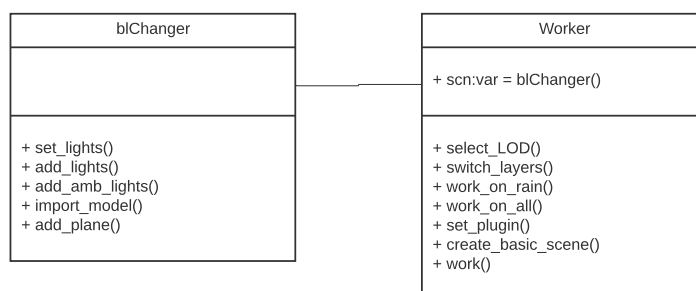 blChanger
+ set_lights()
+ add_lights()
+ add_amb_lights()
+ import_model()
+ add_plane()
Worker
+ scn:var = blChanger()
+ select_LOD()
+ switch_layers()
+ work_on_rain()
+ work_on_all()
+ set_plugin()
+ create_basic_scene()
+ work()